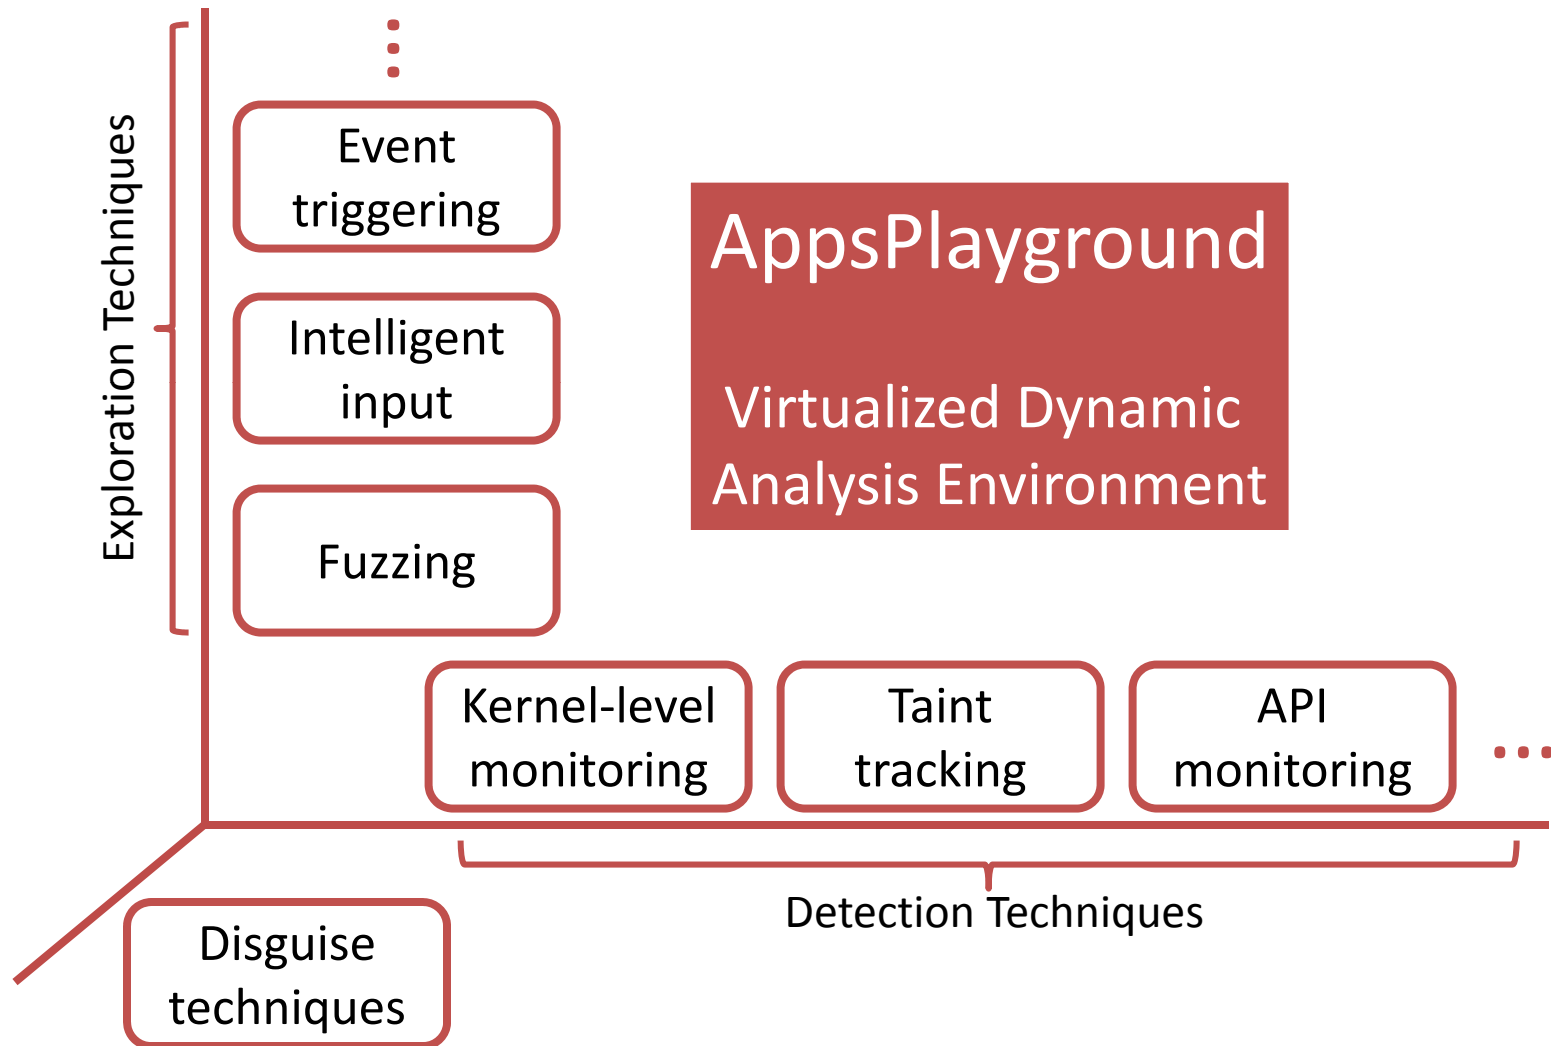 Exploration Techniques
Event
triggering
Intelligent
input
Fuzzing
AppsPlayground
Virtualized Dynamic
Analysis Environment
Kernel-level
monitoring
Taint
tracking
API
monitoring
Detection Techniques
Disguise
techniques